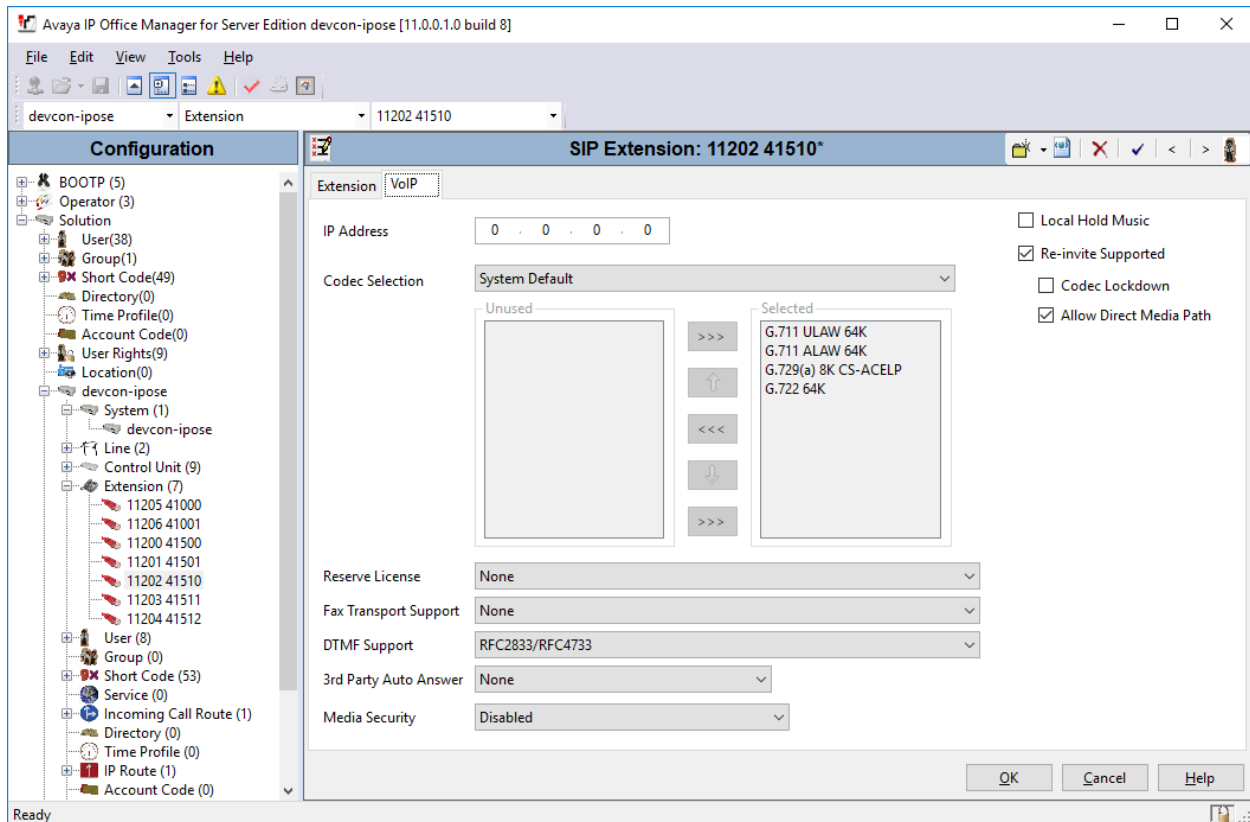 Avaya IP Office Manager for Server Edition devcon-ipose [11.0.0.1.0 build 8]
File Edit View Tools Help
devcon-ipose Extension 11202 41510
Configuration
BOOTP (5)
Operator (3)
Solution
User(38)
Group(1)
Short Code(49)
Directory(0)
Time Profile(0)
Account Code(0)
User Rights(9)
Location(0)
devcon-ipose
System (1)
devcon-ipose
Line (2)
Control Unit (9)
Extension (7)
11205 41000
11206 41001
11200 41500
11201 41501
11202 41510
11203 41511
11204 41512
User (8)
Group (0)
Short Code (53)
Service (0)
Incoming Call Route (1)
Directory (0)
Time Profile (0)
IP Route (1)
Account Code (0)
SIP Extension: 11202 41510*
Extension VoIP
IP Address 0 . 0 . 0 . 0
Codec Selection System Default
Unused
>>>
<<<
>>>
Selected
G.711 ULAW 64K
G.711 ALAW 64K
G.729(a) 8K CS-ACELP
G.722 64K
Reserve License None
Fax Transport Support None
DTMF Support RFC2833/RFC4733
3rd Party Auto Answer None
Media Security Disabled
Local Hold Music
Re-invite Supported
Codec Lockdown
Allow Direct Media Path
OK Cancel Help
Ready